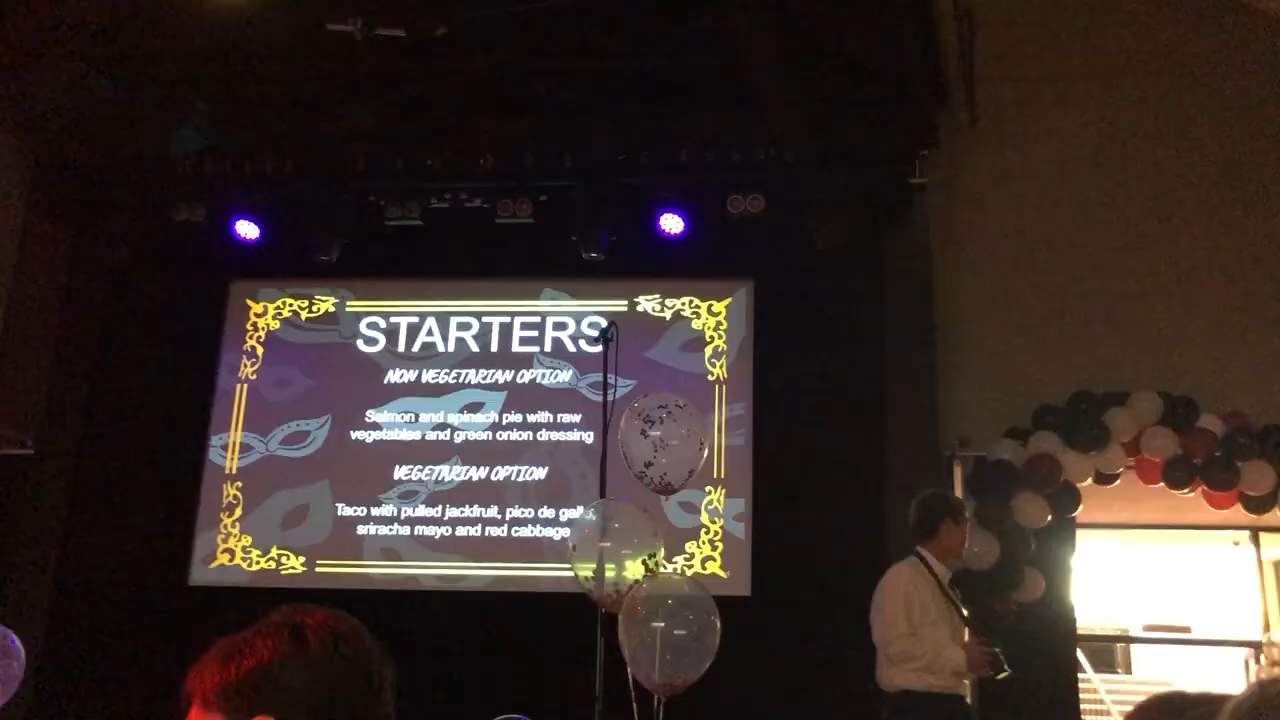 STARTERS
NON VEGETARIAN OPTION
Salmon and spinach pie with raw
vegetables and green onion dressing
VEGETARIAN OPTION
Taco with pulled jackfruit, pico de gallo,
sriracha mayo and red cabbage